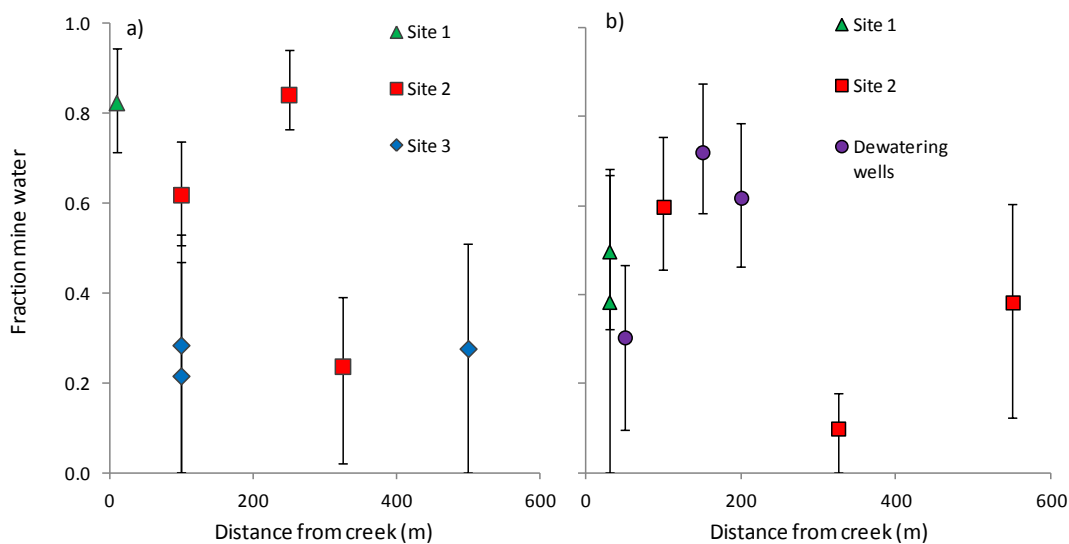 a)
Site 1
Site 2
Site 3
Fraction mine water
1.0
0.8
0.6
0.4
0.2
0.0
0
200
400
600
Distance from creek (m)
b)
Site 1
Site 2
Dewatering
wells
0
200
400
600
Distance from creek (m)